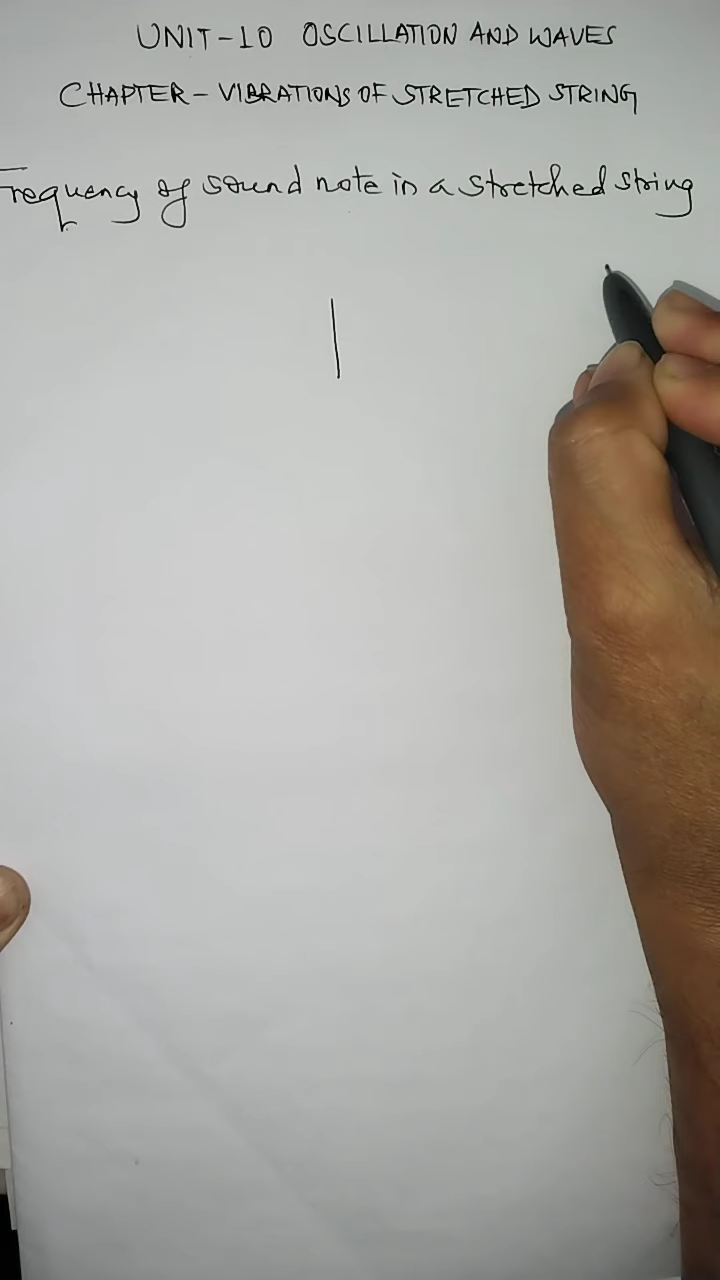 UNIT-10 OSCILLATION AND WAVES
CHAPTER - VIBRATIONS OF STRETCHED STRING
Frequency of sound note in a stretched string